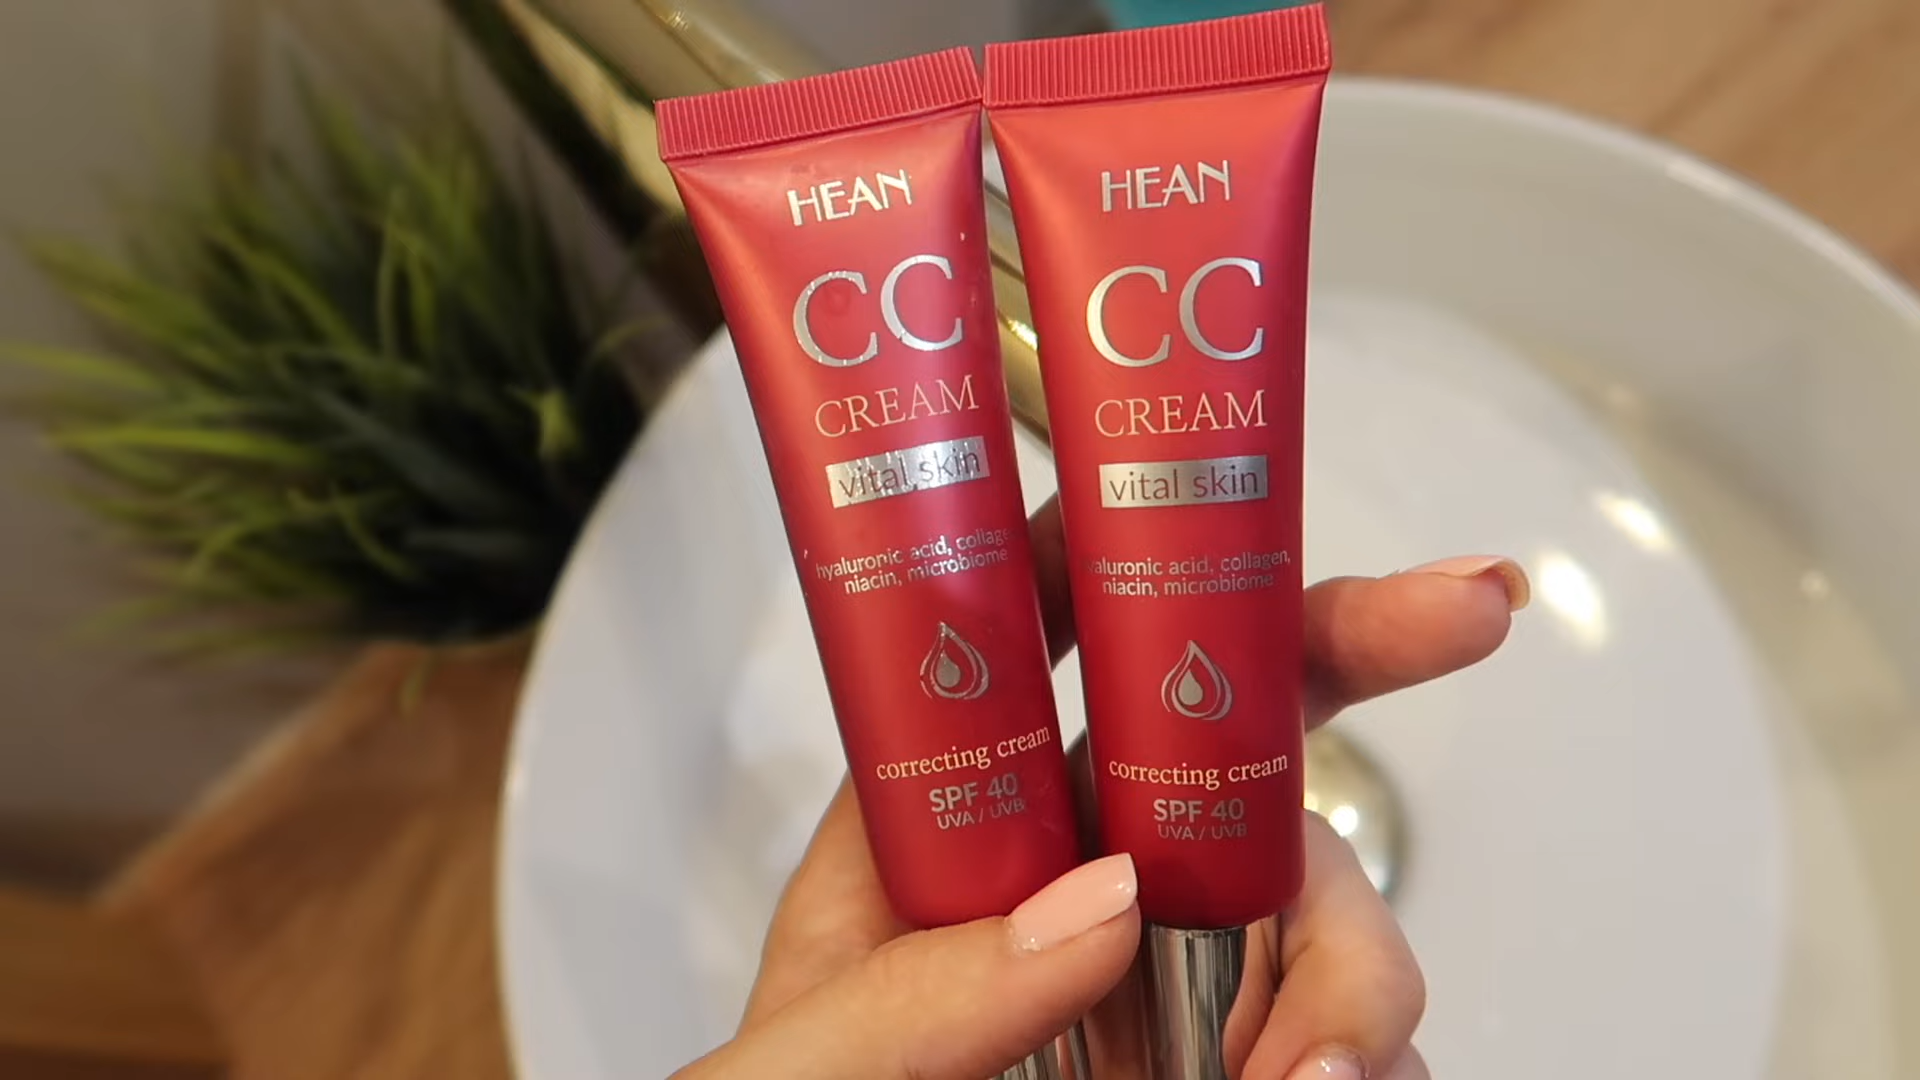 HEAN
CC
CREAM
vital skin
hyaluronic acid, collage
niacin, microbiome
correcting cream
SPF 40
UVA / UVB
HEAN
CC
CREAM
vital skin
aluronic acid, collagen,
niacin, microbiome
correcting cream
SPF 40
UVA / UVB